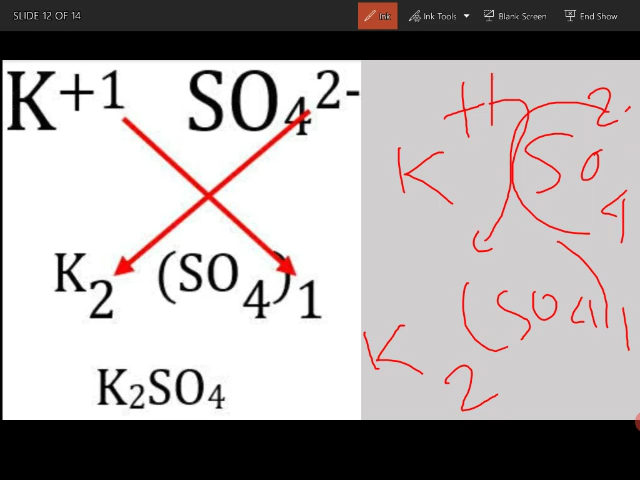 SLIDE 12 OF 14
Ink
Ink Tools
Blank Screen
End Show
K+1 SO4 2-
K2 (SO4)1
K2SO4
K +1 SO4 2-
K2 (SO4)1